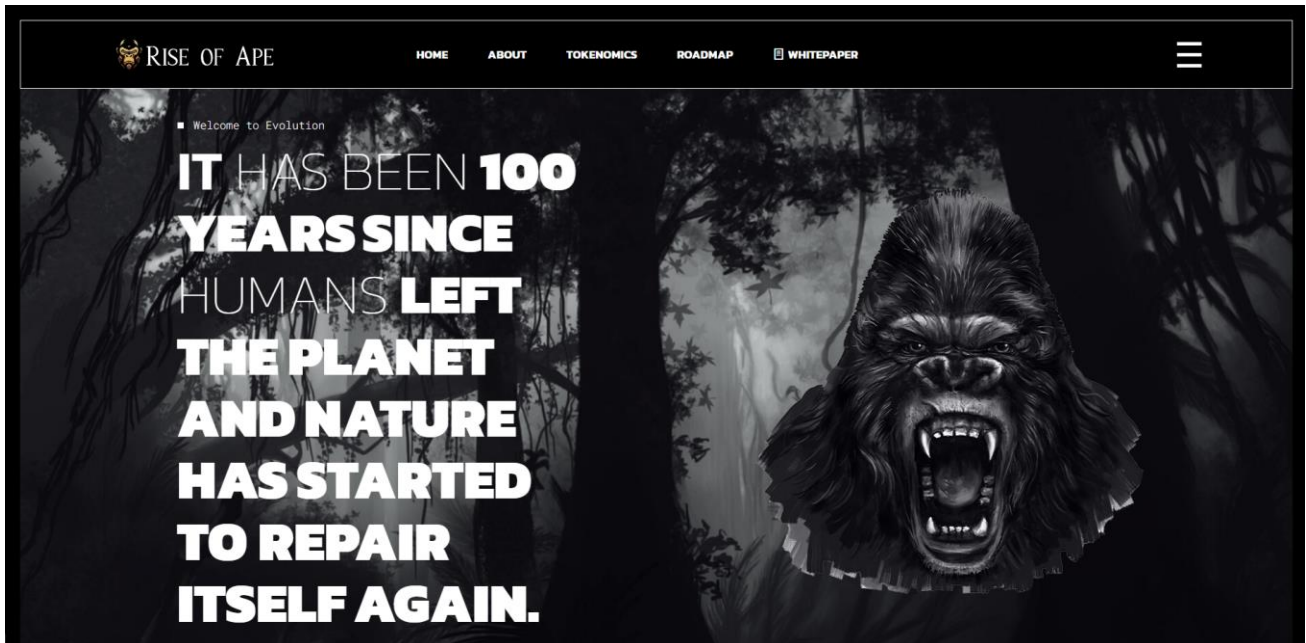 Rise of Ape
HOME ABOUT TOKENOMICS ROADMAP WHITEPAPER
Welcome to Evolution
IT HAS BEEN 100
YEARS SINCE
HUMANS LEFT
THE PLANET
AND NATURE
HAS STARTED
TO REPAIR
ITSELF AGAIN.